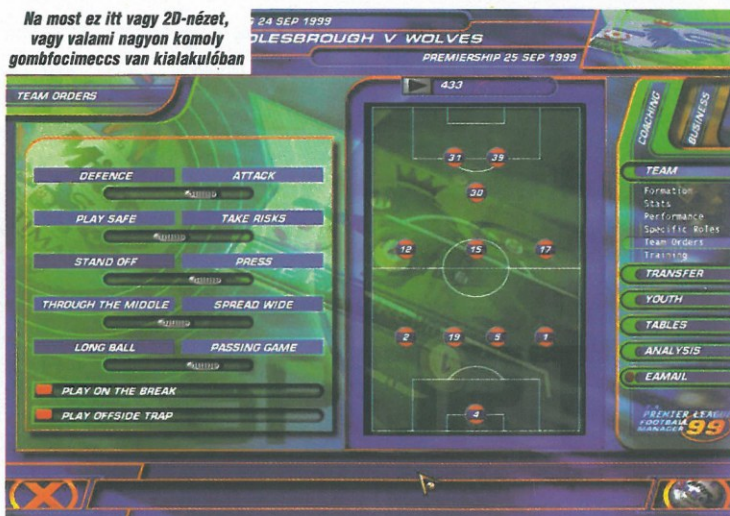 Na most ez itt vagy 2D-nézet,
vagy valami nagyon komoly
gombfocimeccs van kialakulóban
24 SEP 1999
DLESBROUGH V WOLVES
PREMIERSHIP 25 SEP 1999
TEAM ORDERS
433
COACHING
BUSINESS
DEFENCE ATTACK
PLAY SAFE TAKE RISKS
STAND OFF PRESS
THROUGH THE MIDDLE SPREAD WIDE
LONG BALL PASSING GAME
PLAY ON THE BREAK
PLAY OFFSIDE TRAP
31 39
30
12 15 17
2 19 5 1
4
TEAM
Formation
Stats
Performance
Specific Roles
Team Orders
Training
TRANSFER
YOUTH
TABLES
ANALYSIS
EAMAIL
PREMIER LEAGUE
FOOTBALL
MANAGER 99